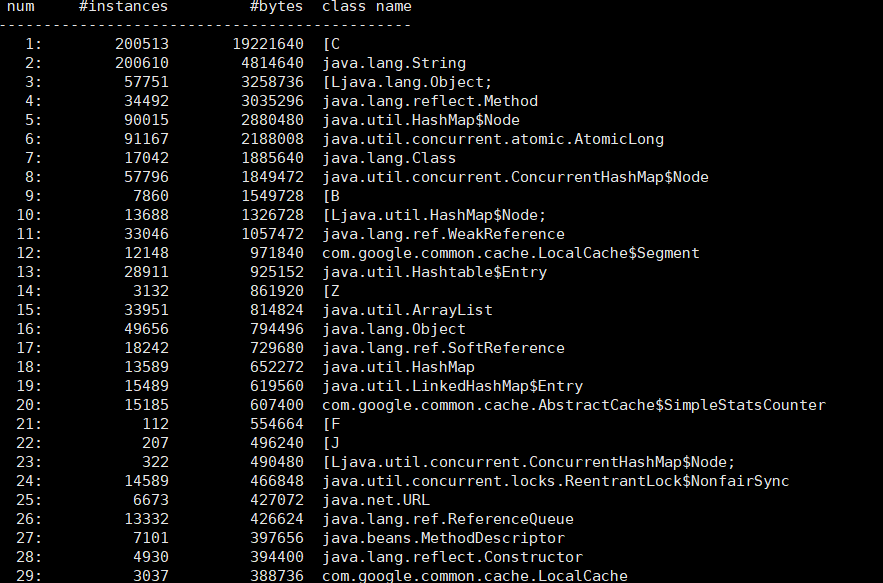 num #instances #bytes class name
----------------------------------------------
1: 200513 19221640 [C
2: 200610 4814640 java.lang.String
3: 57751 3258736 [Ljava.lang.Object;
4: 34492 3035296 java.lang.reflect.Method
5: 90015 2880480 java.util.HashMap$Node
6: 91167 2188008 java.util.concurrent.atomic.AtomicLong
7: 17042 1885640 java.lang.Class
8: 57796 1849472 java.util.concurrent.ConcurrentHashMap$Node
9: 7860 1549728 [B
10: 13688 1326728 [Ljava.util.HashMap$Node;
11: 33046 1057472 java.lang.ref.WeakReference
12: 12148 971840 com.google.common.cache.LocalCache$Segment
13: 28911 925152 java.util.Hashtable$Entry
14: 3132 861920 [Z
15: 33951 814824 java.util.ArrayList
16: 49656 794496 java.lang.Object
17: 18242 729680 java.lang.ref.SoftReference
18: 13589 652272 java.util.HashMap
19: 15489 619560 java.util.LinkedHashMap$Entry
20: 15185 607400 com.google.common.cache.AbstractCache$SimpleStatsCounter
21: 112 554664 [F
22: 207 496240 [J
23: 322 490480 [Ljava.util.concurrent.ConcurrentHashMap$Node;
24: 14589 466848 java.util.concurrent.locks.ReentrantLock$NonfairSync
25: 6673 427072 java.net.URL
26: 13332 426624 java.lang.ref.ReferenceQueue
27: 7101 397656 java.beans.MethodDescriptor
28: 4930 394400 java.lang.reflect.Constructor
29: 3037 388736 com.google.common.cache.LocalCache